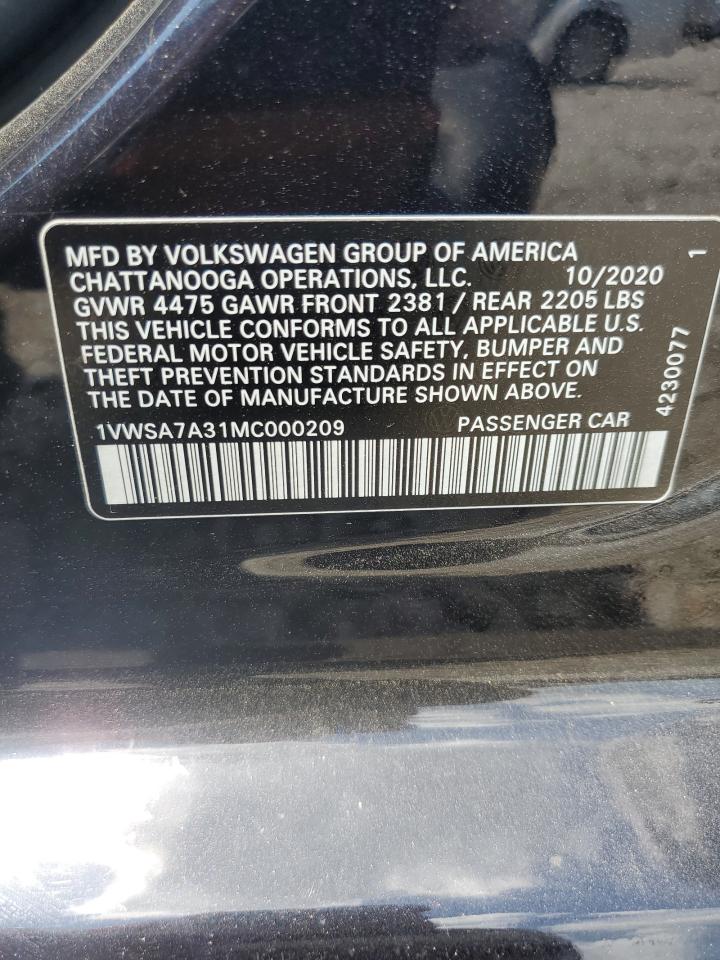 MFD BY VOLKSWAGEN GROUP OF AMERICA
CHATTANOOGA OPERATIONS, LLC. 10/2020
GVWR 4475 GAWR FRONT 2381 / REAR 2205 LBS
THIS VEHICLE CONFORMS TO ALL APPLICABLE U.S.
FEDERAL MOTOR VEHICLE SAFETY, BUMPER AND
THEFT PREVENTION STANDARDS IN EFFECT ON
THE DATE OF MANUFACTURE SHOWN ABOVE.
1VWSA7A31MC000209 PASSENGER CAR
4230077
1